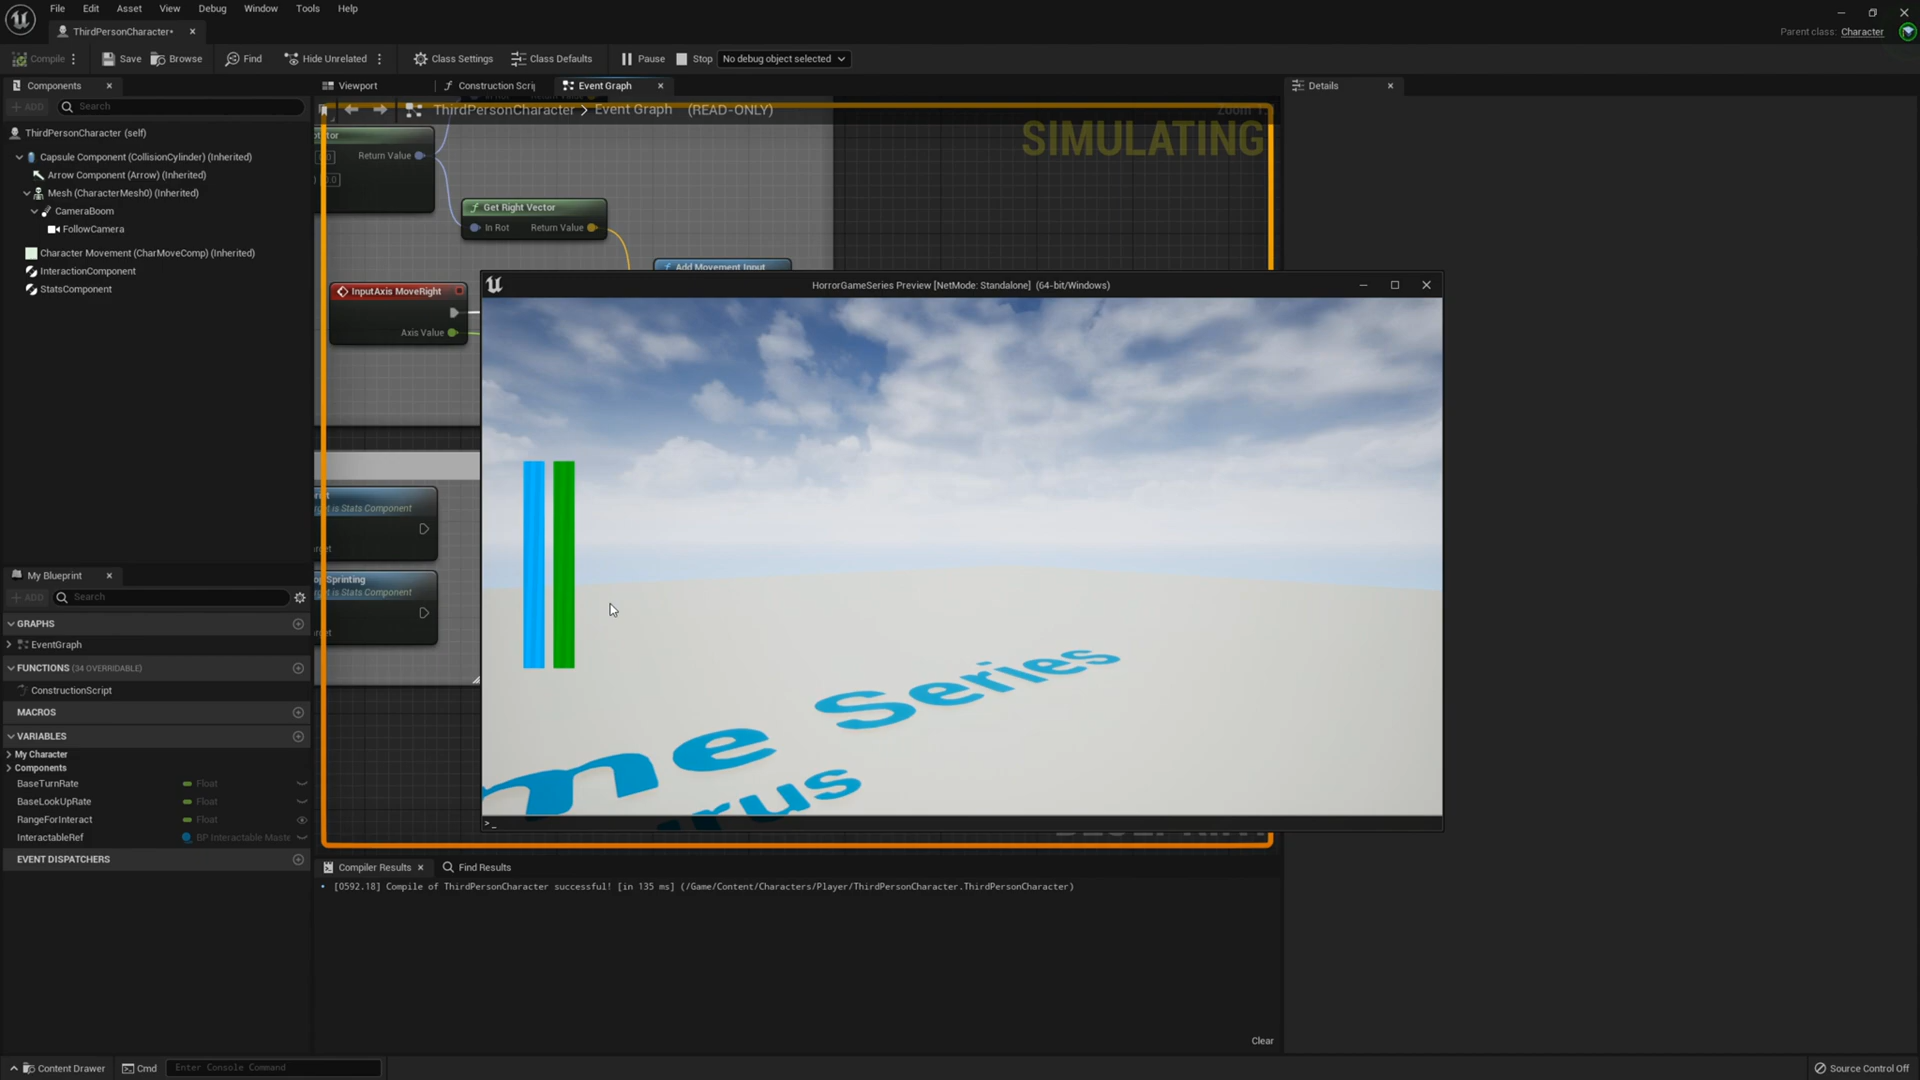 File Edit Asset View Debug Window Tools Help
ThirdPersonCharacter*
Parent class: Character
Compile Save Browse Find Hide Unrelated Class Settings Class Defaults Pause Stop No debug object selected
Components
Viewport Construction Scrip Event Graph
Details
ADD Search
ThirdPersonCharacter > Event Graph (READ-ONLY)
SIMULATING
ThirdPersonCharacter (self)
Capsule Component (CollisionCylinder) (Inherited)
Arrow Component (Arrow) (Inherited)
Mesh (CharacterMesh0) (Inherited)
CameraBoom
FollowCamera
Character Movement (CharMoveComp) (Inherited)
InteractionComponent
StatsComponent
Return Value
Get Right Vector
In Rot Return Value
Add Movement Input
InputAxis MoveRight
Axis Value
HorrorGameSeries Preview [NetMode: Standalone] (64-bit/Windows)
me Series
rus
>_
get is Stats Component
op Sprinting
get is Stats Component
My Blueprint
ADD Search
GRAPHS
EventGraph
FUNCTIONS (34 OVERRIDABLE)
ConstructionScript
MACROS
VARIABLES
My Character
Components
BaseTurnRate Float
BaseLookUpRate Float
RangeForInteract Float
InteractableRef BP Interactable Maste
EVENT DISPATCHERS
Compiler Results Find Results
[0592.18] Compile of ThirdPersonCharacter successful! [in 135 ms] (/Game/Content/Characters/Player/ThirdPersonCharacter.ThirdPersonCharacter)
Clear
Content Drawer Cmd Enter Console Command
Source Control Off